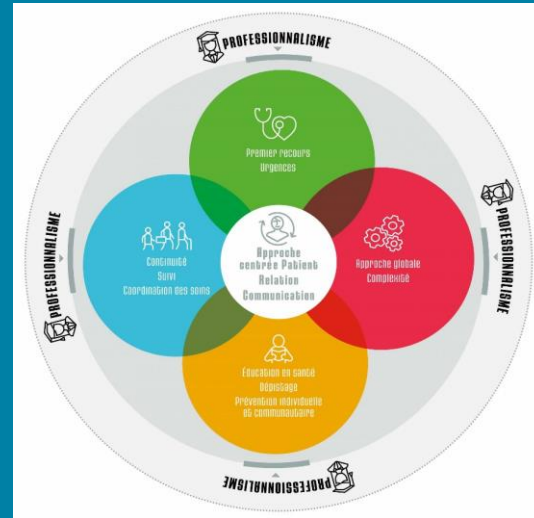 PROFESSIONNALISME
Premier recours
Urgences
PROFESSIONNALISME
Continuité
Suivi
Coordination des soins
Approche
centrée Patient
Relation
Communication
Approche globale
Complexité
PROFESSIONNALISME
Éducation en santé
Dépistage
Prévention individuelle
et communautaire
PROFESSIONNALISME